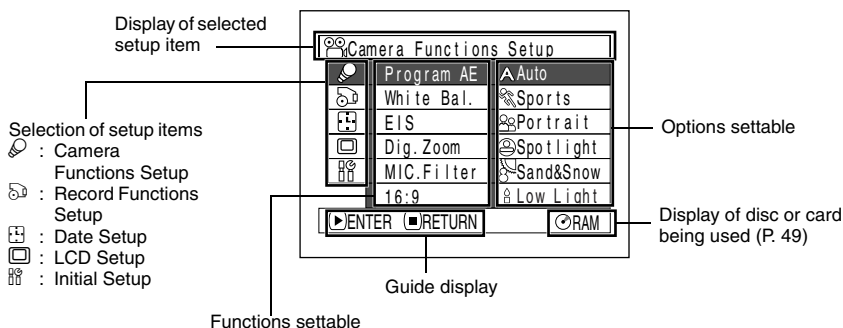 Display of selected
setup item
Camera Functions Setup
Program AE
White Bal.
EIS
Dig.Zoom
MIC.Filter
16:9
Auto
Sports
Portrait
Spotlight
Sand&Snow
Low Light
ENTER RETURN
RAM
Selection of setup items
: Camera
Functions Setup
: Record Functions
Setup
: Date Setup
: LCD Setup
: Initial Setup
Options settable
Display of disc or card
being used (P. 49)
Guide display
Functions settable